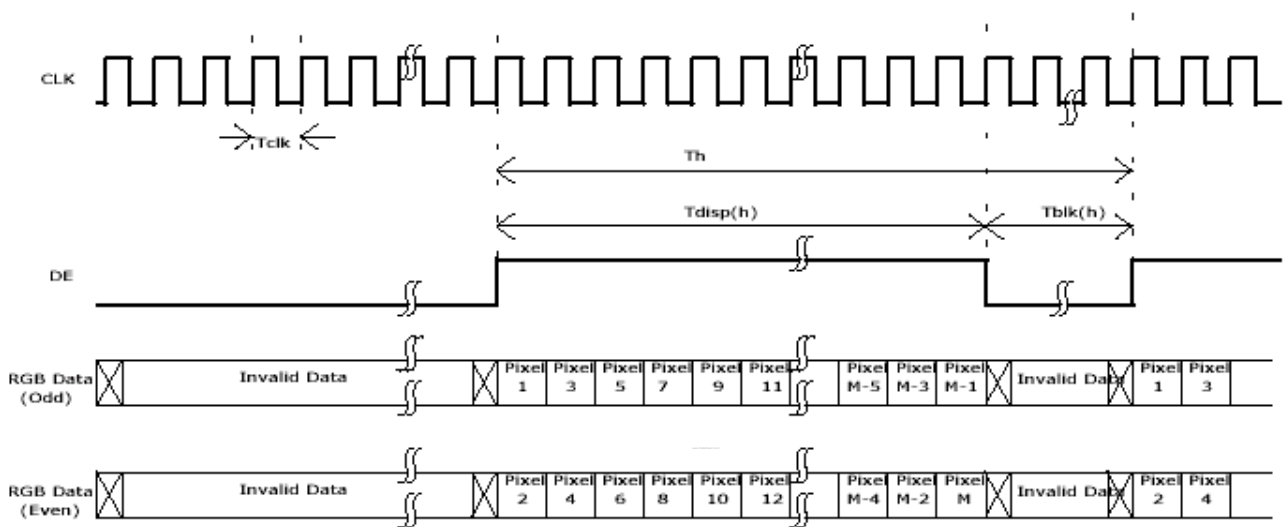 CLK
Tclk
Th
Tdisp(h)
Tblk(h)
DE
RGB Data
(Odd)
Invalid Data
Pixel
1
Pixel
3
Pixel
5
Pixel
7
Pixel
9
Pixel
11
Pixel
M-5
Pixel
M-3
Pixel
M-1
Invalid Data
Pixel
1
Pixel
3
RGB Data
(Even)
Invalid Data
Pixel
2
Pixel
4
Pixel
6
Pixel
8
Pixel
10
Pixel
12
Pixel
M-4
Pixel
M-2
Pixel
M
Invalid Data
Pixel
2
Pixel
4